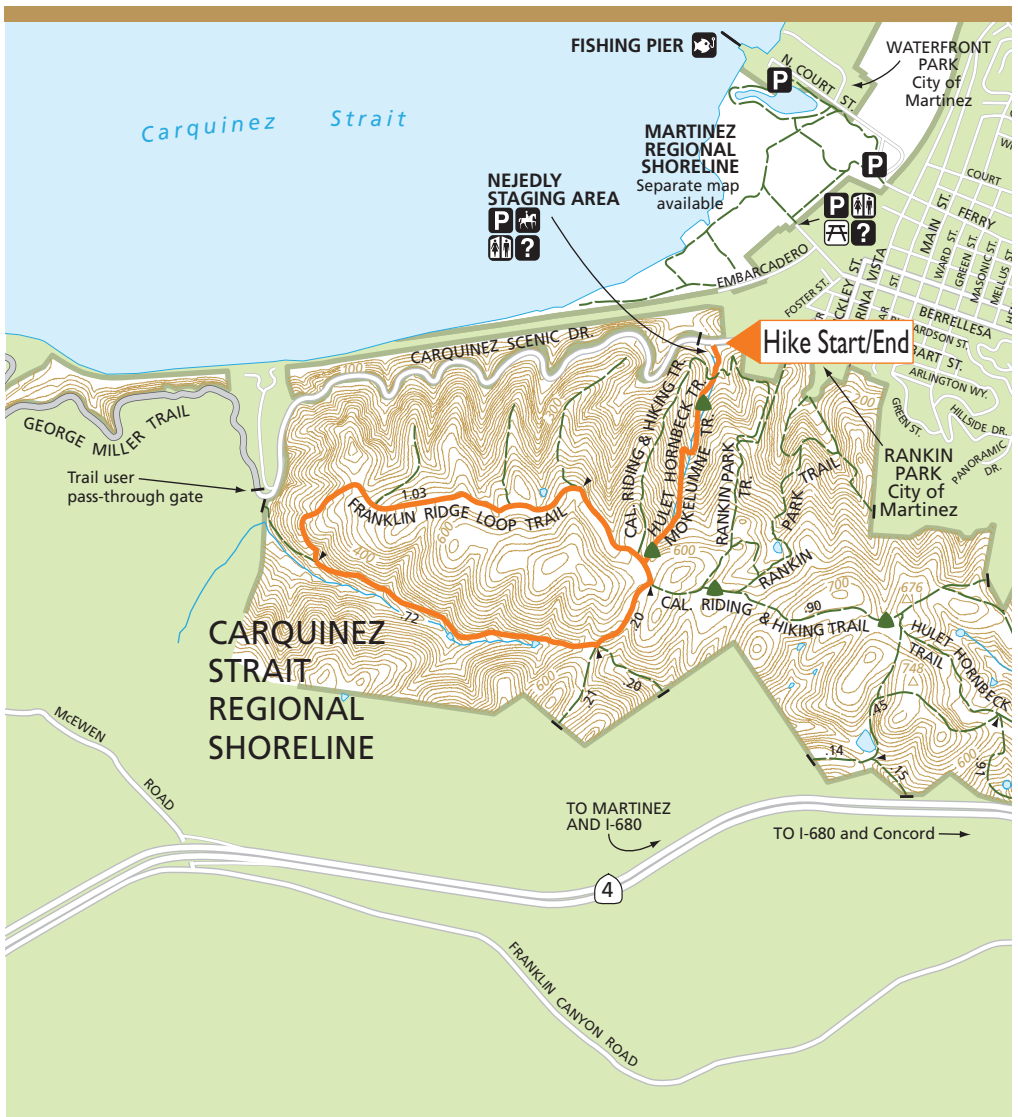 FISHING PIER
N. COURT ST.
P
WATERFRONT
PARK
City of
Martinez
Carquinez Strait
MARTINEZ
REGIONAL
SHORELINE
Separate map
available
P
COURT
NEJEDLY
STAGING AREA
P
?
P
?
MAIN ST.
FERRY
WARD ST.
GREEN ST.
MASONIC ST.
MELLUS ST.
EMBARCADERO
FOSTER ST.
BERRELLESA
CARQUINEZ SCENIC DR.
Hike Start/End
ARLINGTON WY.
HILLSIDE DR.
PANORAMIC
DR.
GREEN ST.
100
200
GEORGE MILLER TRAIL
Trail user
pass-through gate
CAL. RIDING & HIKING TR.
HULET HORNBECK TR.
MOKELUMNE TR.
RANKIN PARK
TR.
RANKIN
PARK
TRAIL
RANKIN
PARK
City of
Martinez
1.03
FRANKLIN RIDGE LOOP TRAIL
400
600
600
700
676
CAL. RIDING
& HIKING TRAIL
.90
HULET HORNBECK
TRAIL
.72
.20
.20
.21
748
.45
.14
.15
.91
600
CARQUINEZ
STRAIT
REGIONAL
SHORELINE
McEWEN
ROAD
TO MARTINEZ
AND I-680
TO I-680 and Concord
4
FRANKLIN CANYON ROAD